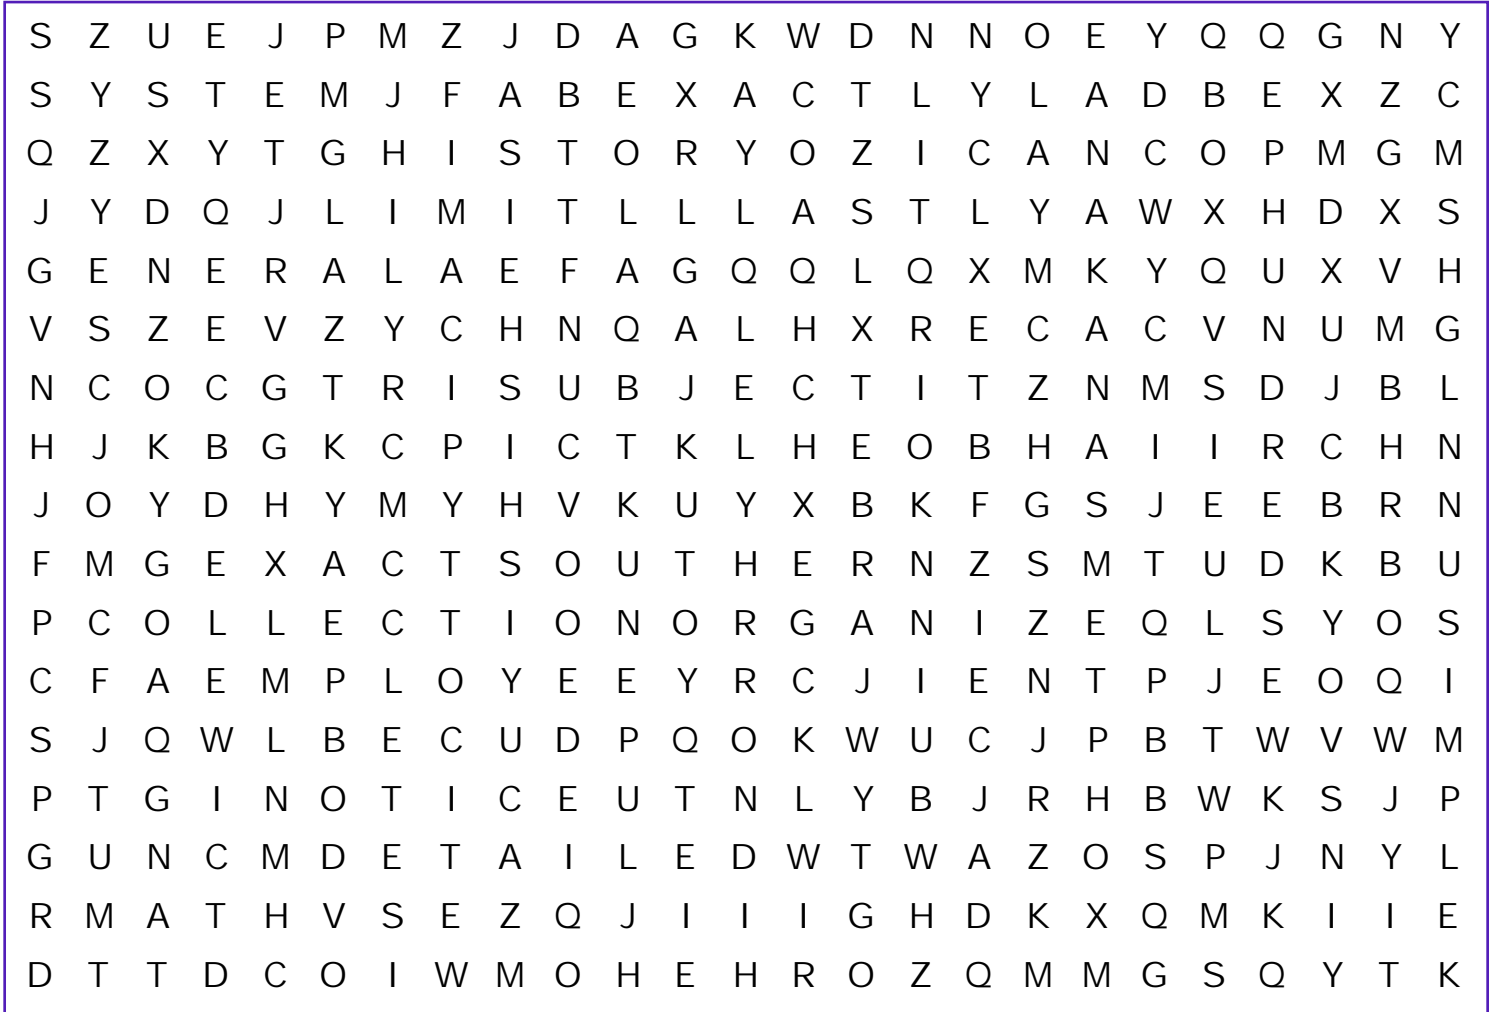 S Z U E J P M Z J D A G K W D N N O E Y Q Q G N Y
S Y S T E M J F A B E X A C T L Y L A D B E X Z C
Q Z X Y T G H I S T O R Y O Z I C A N C O P M G M
J Y D Q J L I M I T L L L A S T L Y A W X H D X S
G E N E R A L A E F A G Q Q L Q X M K Y Q U X V H
V S Z E V Z Y C H N Q A L H X R E C A C V N U M G
N C O C G T R I S U B J E C T I T Z N M S D J B L
H J K B G K C P I C T K L H E O B H A I I R C H N
J O Y D H Y M Y H V K U Y X B K F G S J E E B R N
F M G E X A C T S O U T H E R N Z S M T U D K B U
P C O L L E C T I O N O R G A N I Z E Q L S Y O S
C F A E M P L O Y E E Y R C J I E N T P J E O Q I
S J Q W L B E C U D P Q O K W U C J P B T W V W M
P T G I N O T I C E U T N L Y B J R H B W K S J P
G U N C M D E T A I L E D W T W A Z O S P J N Y L
R M A T H V S E Z Q J I I I G H D K X Q M K I I E
D T T D C O I W M O H E H R O Z Q M M G S Q Y T K